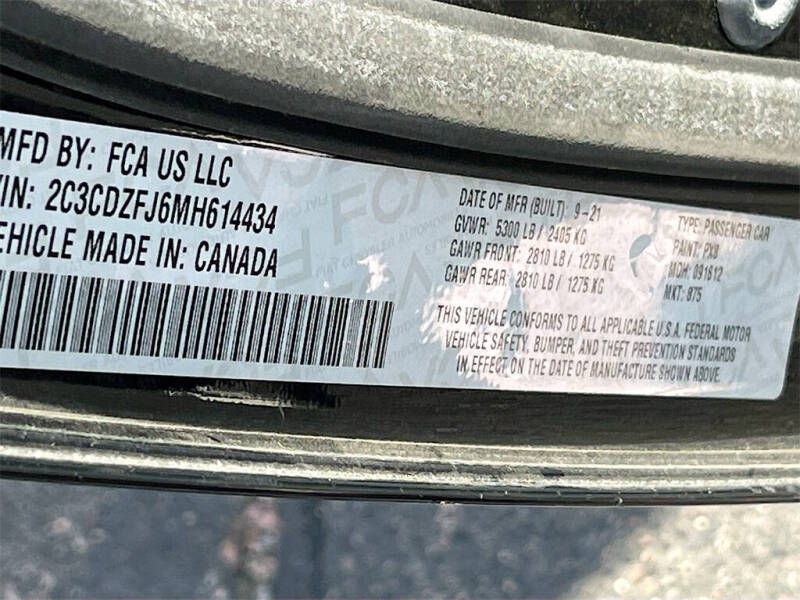 MFD BY: FCA US LLC
VIN: 2C3CDZFJ6MH614434
VEHICLE MADE IN: CANADA
DATE OF MFR (BUILT): 9-21
GVWR: 5300 LB / 2405 KG
GAWR FRONT: 2810 LB / 1275 KG
GAWR REAR: 2810 LB / 1275 KG
TYPE: PASSENGER CAR
PAINT: PX8
MDH: 091612
MKT: 875
THIS VEHICLE CONFORMS TO ALL APPLICABLE U.S.A. FEDERAL MOTOR
VEHICLE SAFETY, BUMPER, AND THEFT PREVENTION STANDARDS
IN EFFECT ON THE DATE OF MANUFACTURE SHOWN ABOVE.